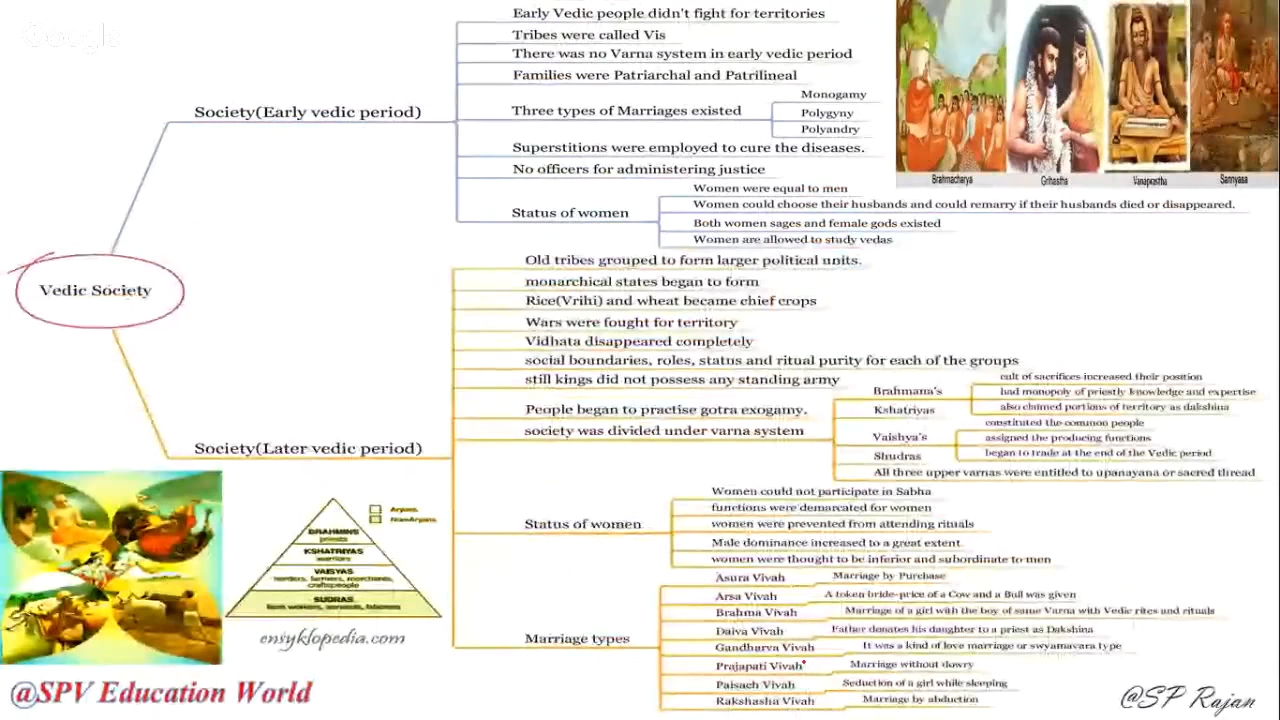 Google
Early Vedic people didn't fight for territories
Tribes were called Vis
There was no Varna system in early vedic period
Families were Patriarchal and Patrilineal
Society(Early vedic period)
Three types of Marriages existed
Monogamy
Polygyny
Polyandry
Superstitions were employed to cure the diseases.
No officers for administering justice
Status of women
Women were equal to men
Women could choose their husbands and could remarry if their husbands died or disappeared.
Both women sages and female gods existed
Women are allowed to study vedas
Brahmacharya
Grihastha
Vanaprastha
Sannyasa
Vedic Society
Old tribes grouped to form larger political units.
monarchical states began to form
Rice(Vrihi) and wheat became chief crops
Wars were fought for territory
Vidhata disappeared completely
social boundaries, roles, status and ritual purity for each of the groups
still kings did not possess any standing army
People began to practise gotra exogamy.
Society(Later vedic period)
society was divided under varna system
Brahmana's
cult of sacrifices increased their position
had monopoly of priestly knowledge and expertise
also claimed portions of territory as dakshina
Kshatriyas
Vaishya's
constituted the common people
assigned the producing functions
began to trade at the end of the Vedic period
Shudras
All three upper varnas were entitled to upanayana or sacred thread
Status of women
Women could not participate in Sabha
functions were demarcated for women
women were prevented from attending rituals
Male dominance increased to a great extent.
women were thought to be inferior and subordinate to men
Marriage types
Asura Vivah
Marriage by Purchase
Arsa Vivah
A token bride-price of a Cow and a Bull was given
Brahma Vivah
Marriage of a girl with the boy of same Varna with Vedic rites and rituals
Daiva Vivah
Father donates his daughter to a priest as Dakshina
Gandharva Vivah
It was a kind of love marriage or swyamavara type
Prajapati Vivah
Marriage without dowry
Paisach Vivah
Seduction of a girl while sleeping
Rakshasha Vivah
Marriage by abduction
Aryans
Non-Aryans
BRAHMINS
priests
KSHATRIYAS
warriors
VAISYAS
herders, farmers, merchants,
craftspeople
SUDRAS
farm workers, servants, laborers
ensyklopedia.com
@SPV Education World
@SP Rajan